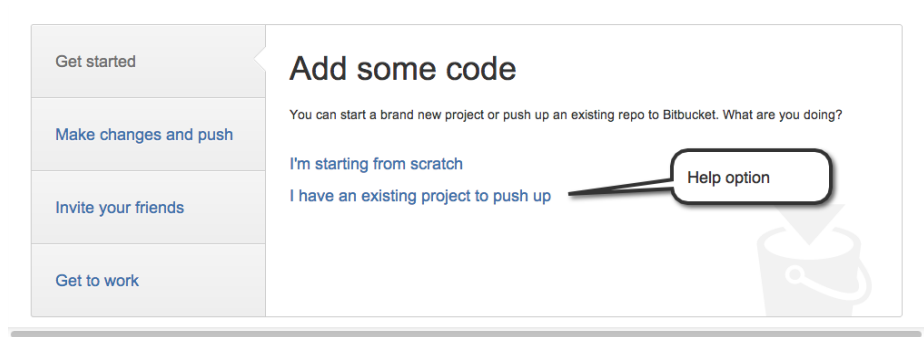 Get started
Make changes and push
Invite your friends
Get to work
Add some code
You can start a brand new project or push up an existing repo to Bitbucket. What are you doing?
I'm starting from scratch
I have an existing project to push up
Help option